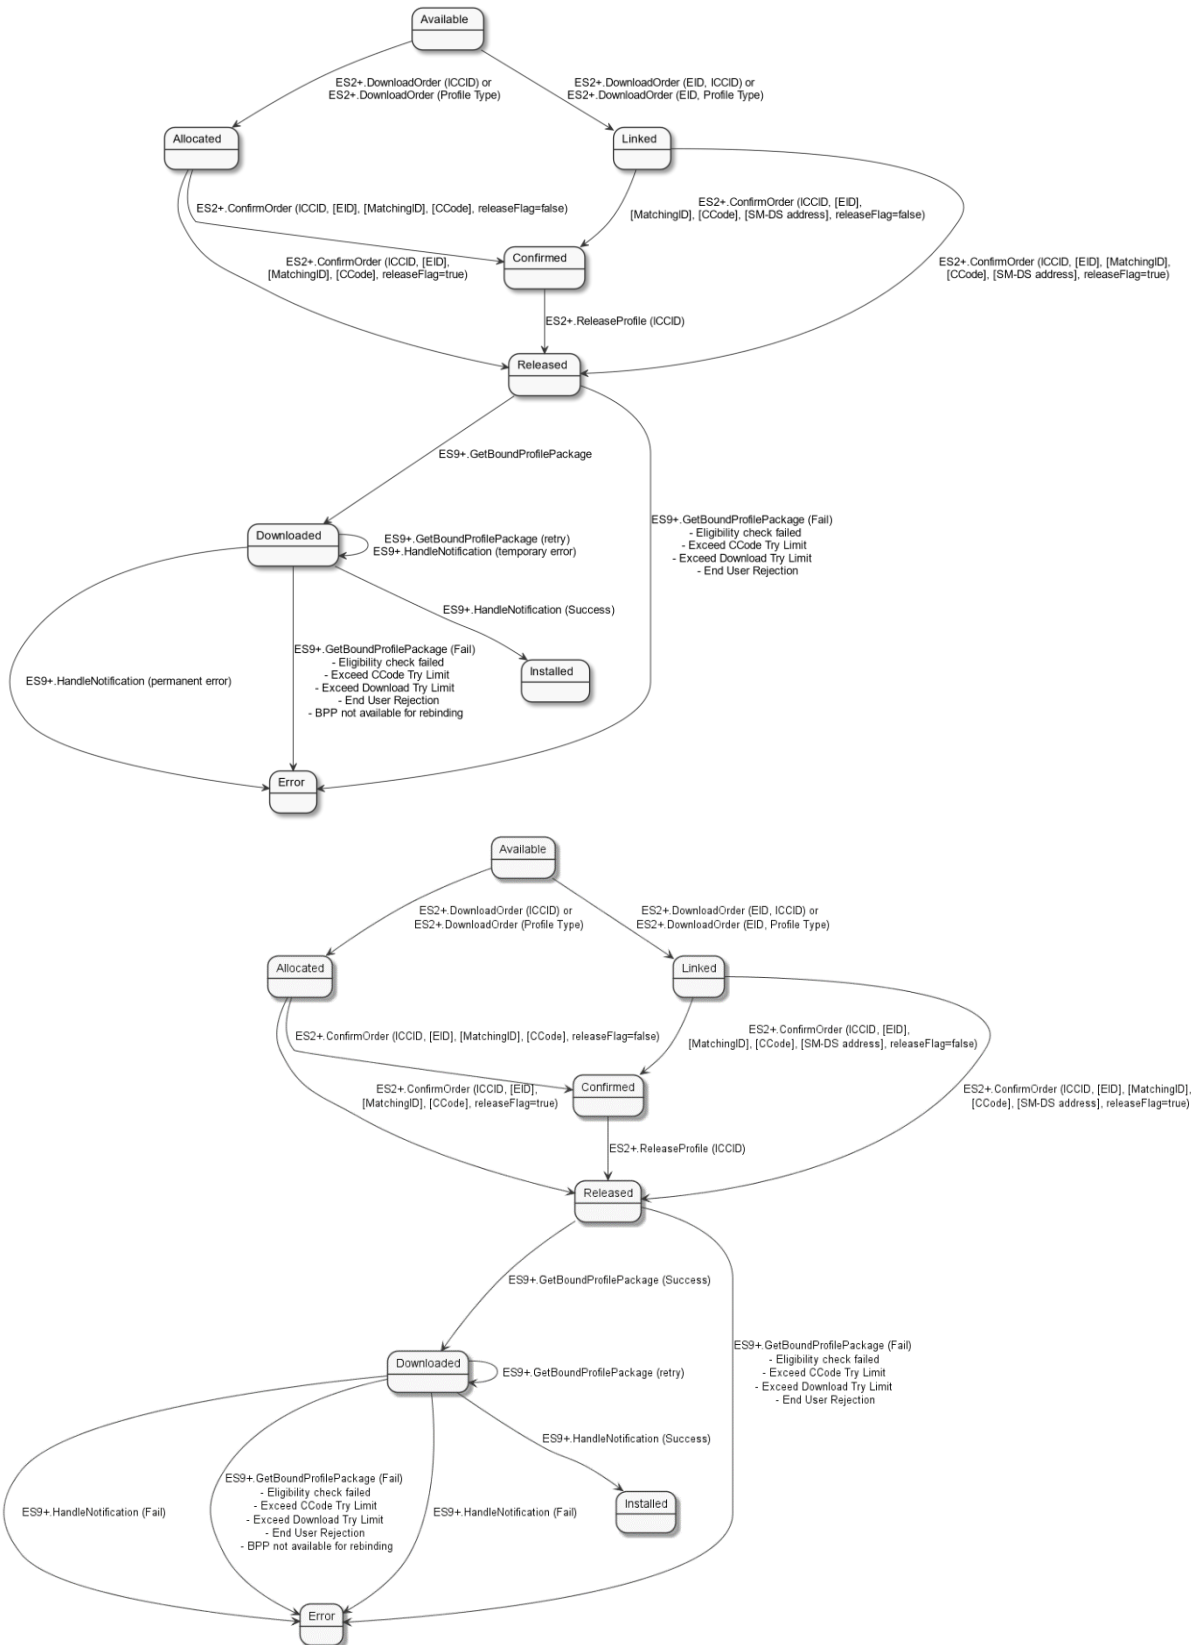 Available
ES2+.DownloadOrder (ICCID) or
ES2+.DownloadOrder (Profile Type)
ES2+.DownloadOrder (EID, ICCID) or
ES2+.DownloadOrder (EID, Profile Type)
Allocated
Linked
ES2+.ConfirmOrder (ICCID, [EID], [MatchingID], [CCode], releaseFlag=false)
ES2+.ConfirmOrder (ICCID, [EID],
[MatchingID], [CCode], [SM-DS address], releaseFlag=false)
Confirmed
ES2+.ConfirmOrder (ICCID, [EID],
[MatchingID], [CCode], releaseFlag=true)
ES2+.ConfirmOrder (ICCID, [EID], [MatchingID],
[CCode], [SM-DS address], releaseFlag=true)
ES2+.ReleaseProfile (ICCID)
Released
ES9+.GetBoundProfilePackage
Downloaded
ES9+.GetBoundProfilePackage (retry)
ES9+.HandleNotification (temporary error)
ES9+.GetBoundProfilePackage (Fail)
- Eligibility check failed
- Exceed CCode Try Limit
- Exceed Download Try Limit
- End User Rejection
ES9+.HandleNotification (Success)
ES9+.HandleNotification (permanent error)
ES9+.GetBoundProfilePackage (Fail)
- Eligibility check failed
- Exceed CCode Try Limit
- Exceed Download Try Limit
- End User Rejection
- BPP not available for rebinding
Installed
Error
Available
ES2+.DownloadOrder (ICCID) or
ES2+.DownloadOrder (Profile Type)
ES2+.DownloadOrder (EID, ICCID) or
ES2+.DownloadOrder (EID, Profile Type)
Allocated
Linked
ES2+.ConfirmOrder (ICCID, [EID], [MatchingID], [CCode], releaseFlag=false)
ES2+.ConfirmOrder (ICCID, [EID],
[MatchingID], [CCode], [SM-DS address], releaseFlag=false)
Confirmed
ES2+.ConfirmOrder (ICCID, [EID],
[MatchingID], [CCode], releaseFlag=true)
ES2+.ConfirmOrder (ICCID, [EID], [MatchingID],
[CCode], [SM-DS address], releaseFlag=true)
ES2+.ReleaseProfile (ICCID)
Released
ES9+.GetBoundProfilePackage (Success)
Downloaded
ES9+.GetBoundProfilePackage (retry)
ES9+.GetBoundProfilePackage (Fail)
- Eligibility check failed
- Exceed CCode Try Limit
- Exceed Download Try Limit
- End User Rejection
ES9+.HandleNotification (Success)
ES9+.HandleNotification (Fail)
ES9+.GetBoundProfilePackage (Fail)
- Eligibility check failed
- Exceed CCode Try Limit
- Exceed Download Try Limit
- End User Rejection
- BPP not available for rebinding
ES9+.HandleNotification (Fail)
Installed
Error